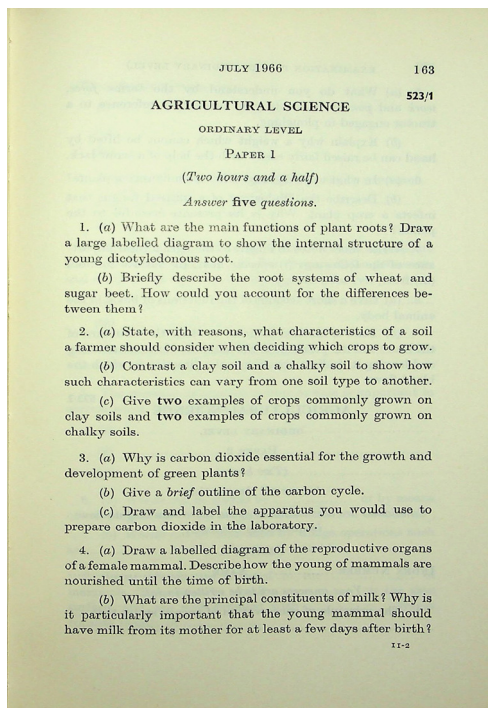 JULY 1966 163
523/1
AGRICULTURAL SCIENCE
ORDINARY LEVEL
PAPER 1
(Two hours and a half)
Answer five questions.
1. (a) What are the main functions of plant roots? Draw
a large labelled diagram to show the internal structure of a
young dicotyledonous root.
(b) Briefly describe the root systems of wheat and
sugar beet. How could you account for the differences be-
tween them?
2. (a) State, with reasons, what characteristics of a soil
a farmer should consider when deciding which crops to grow.
(b) Contrast a clay soil and a chalky soil to show how
such characteristics can vary from one soil type to another.
(c) Give two examples of crops commonly grown on
clay soils and two examples of crops commonly grown on
chalky soils.
3. (a) Why is carbon dioxide essential for the growth and
development of green plants?
(b) Give a brief outline of the carbon cycle.
(c) Draw and label the apparatus you would use to
prepare carbon dioxide in the laboratory.
4. (a) Draw a labelled diagram of the reproductive organs
of a female mammal. Describe how the young of mammals are
nourished until the time of birth.
(b) What are the principal constituents of milk? Why is
it particularly important that the young mammal should
have milk from its mother for at least a few days after birth?
11-2